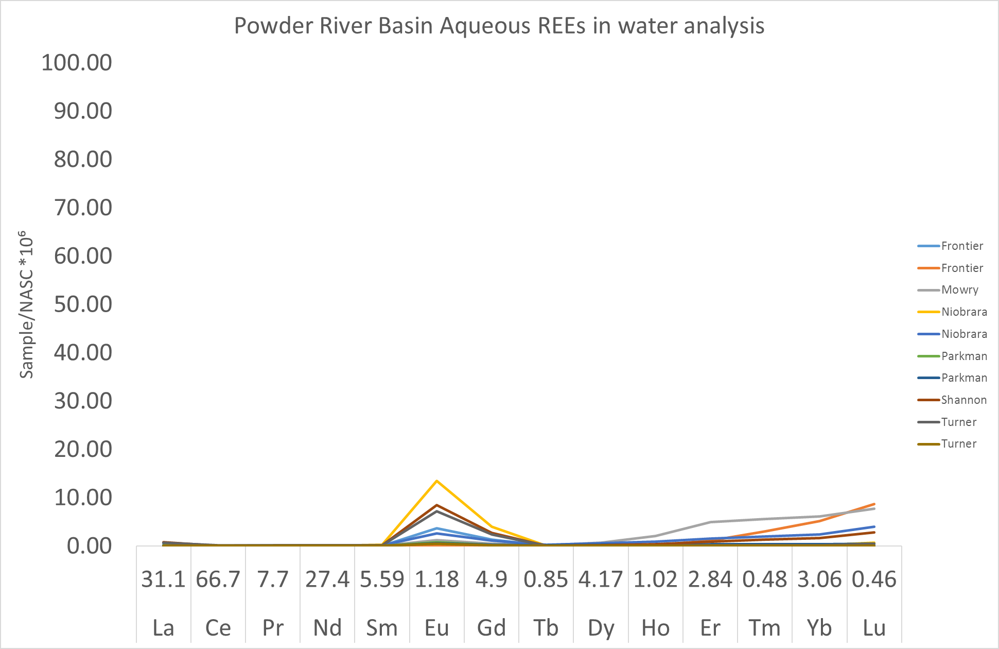 Powder River Basin Aqueous REEs in water analysis
100.00
90.00
80.00
70.00
60.00
50.00
40.00
30.00
20.00
10.00
0.00
Sample/NASC *10⁶
31.1 66.7 7.7 27.4 5.59 1.18 4.9 0.85 4.17 1.02 2.84 0.48 3.06 0.46
La Ce Pr Nd Sm Eu Gd Tb Dy Ho Er Tm Yb Lu
Frontier
Frontier
Mowry
Niobrara
Niobrara
Parkman
Parkman
Shannon
Turner
Turner